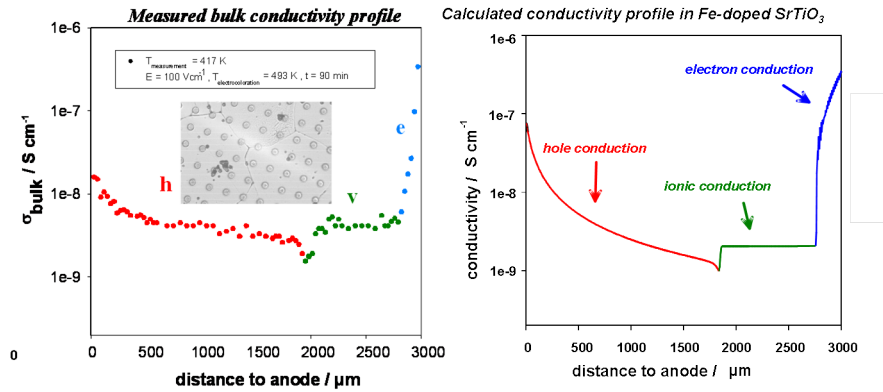 Measured bulk conductivity profile
1e-6
1e-7
1e-8
1e-9
σbulk / S cm-1
Tmeasurement = 417 K
E = 100 Vcm-1, Telectrocoloration = 493 K, t = 90 min
h
v
e
0
0 500 1000 1500 2000 2500 3000
distance to anode / µm
Calculated conductivity profile in Fe-doped SrTiO3
1e-6
1e-7
1e-8
1e-9
conductivity / S cm-1
electron conduction
hole conduction
ionic conduction
0 500 1000 1500 2000 2500 3000
distance to anode / µm